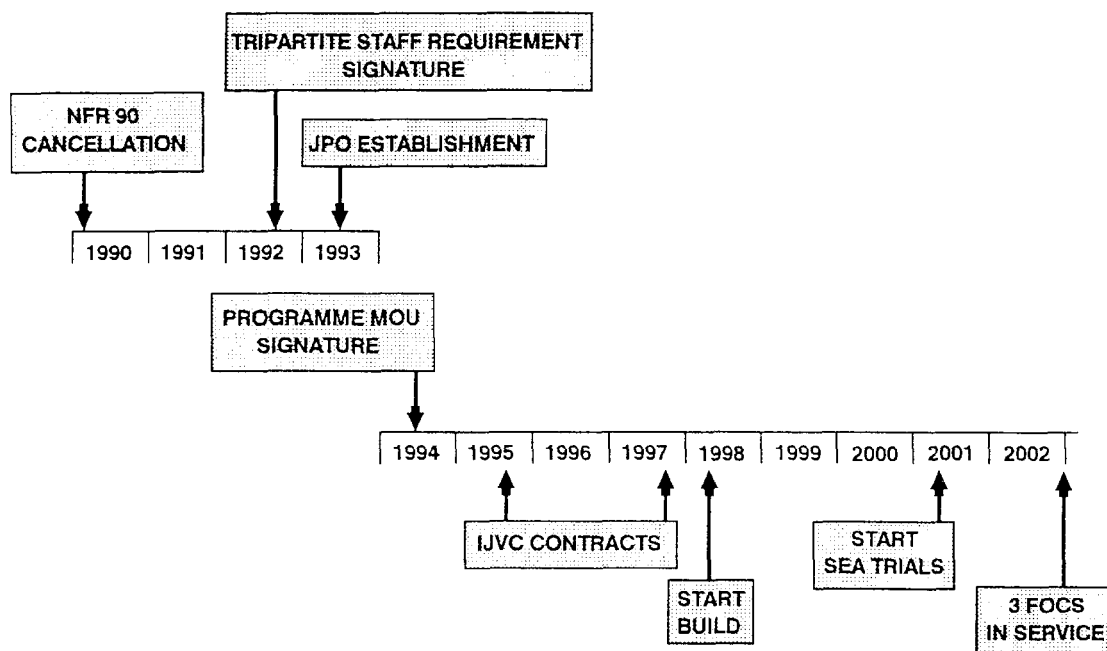 TRIPARTITE STAFF REQUIREMENT
SIGNATURE
NFR 90
CANCELLATION
JPO ESTABLISHMENT
1990 1991 1992 1993
PROGRAMME MOU
SIGNATURE
1994 1995 1996 1997 1998 1999 2000 2001 2002
IJVC CONTRACTS
START
SEA TRIALS
START
BUILD
3 FOCS
IN SERVICE